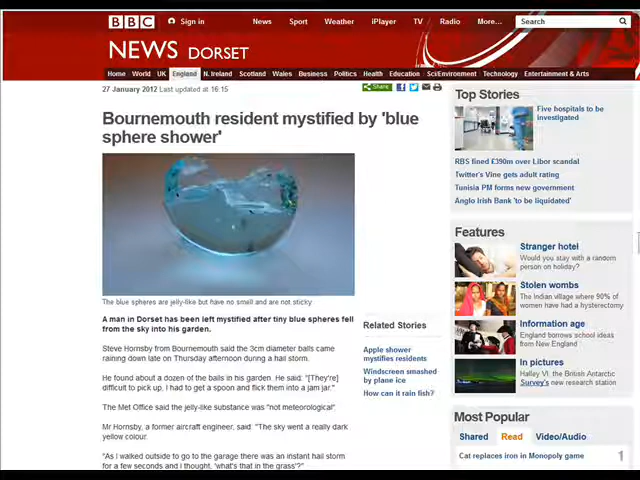 BBC Sign in News Sport Weather iPlayer TV Radio More... Search
NEWS DORSET
Home World UK England N. Ireland Scotland Wales Business Politics Health Education Sci/Environment Technology Entertainment & Arts
27 January 2012 Last updated at 16:15
Share
Bournemouth resident mystified by 'blue
sphere shower'
The blue spheres are jelly-like but have no smell and are not sticky
A man in Dorset has been left mystified after tiny blue spheres fell
from the sky into his garden.
Steve Hornsby from Bournemouth said the 3cm diameter balls came
raining down late on Thursday afternoon during a hail storm.
He found about a dozen of the balls in his garden. He said: "[They're]
difficult to pick up, I had to get a spoon and flick them into a jam jar."
The Met Office said the jelly-like substance was "not meteorological".
Mr Hornsby, a former aircraft engineer, said: "The sky went a really dark
yellow colour.
"As I walked outside to go to the garage there was an instant hail storm
for a few seconds and I thought, 'what's that in the grass'?"
Related Stories
Apple shower
mystifies residents
Windscreen smashed
by plane ice
How can it rain fish?
Top Stories
Five hospitals to be
investigated
RBS fined £390m over Libor scandal
Twitter's Vine gets adult rating
Tunisia PM forms new government
Anglo Irish Bank 'to be liquidated'
Features
Stranger hotel
Would you stay with a random
person on holiday?
Stolen wombs
The Indian village where 90% of
women have had a hysterectomy
Information age
England borrows school ideas
from New England
In pictures
Halley VI, the British Antarctic
Survey's new research station
Most Popular
Shared Read Video/Audio
Cat replaces iron in Monopoly game 1